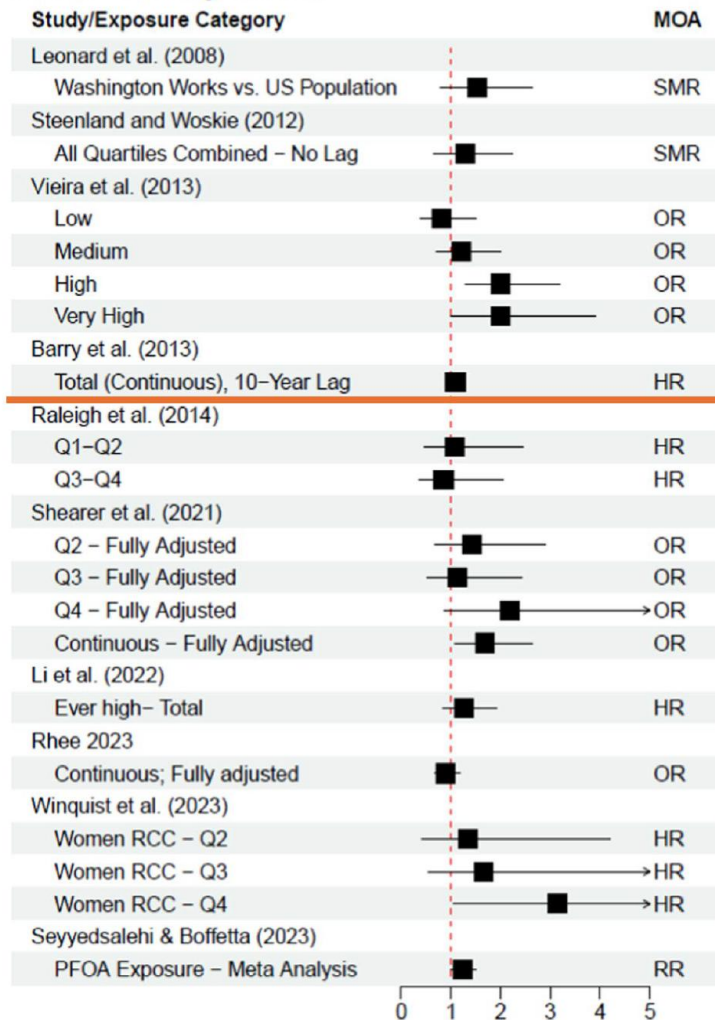 Study/Exposure Category MOA
Leonard et al. (2008)
Washington Works vs. US Population SMR
Steenland and Woskie (2012)
All Quartiles Combined – No Lag SMR
Vieira et al. (2013)
Low OR
Medium OR
High OR
Very High OR
Barry et al. (2013)
Total (Continuous), 10−Year Lag HR
Raleigh et al. (2014)
Q1−Q2 HR
Q3−Q4 HR
Shearer et al. (2021)
Q2 – Fully Adjusted OR
Q3 – Fully Adjusted OR
Q4 – Fully Adjusted OR
Continuous – Fully Adjusted OR
Li et al. (2022)
Ever high− Total HR
Rhee 2023
Continuous; Fully adjusted OR
Winquist et al. (2023)
Women RCC – Q2 HR
Women RCC – Q3 HR
Women RCC – Q4 HR
Seyyedsalehi & Boffetta (2023)
PFOA Exposure – Meta Analysis RR
0 1 2 3 4 5